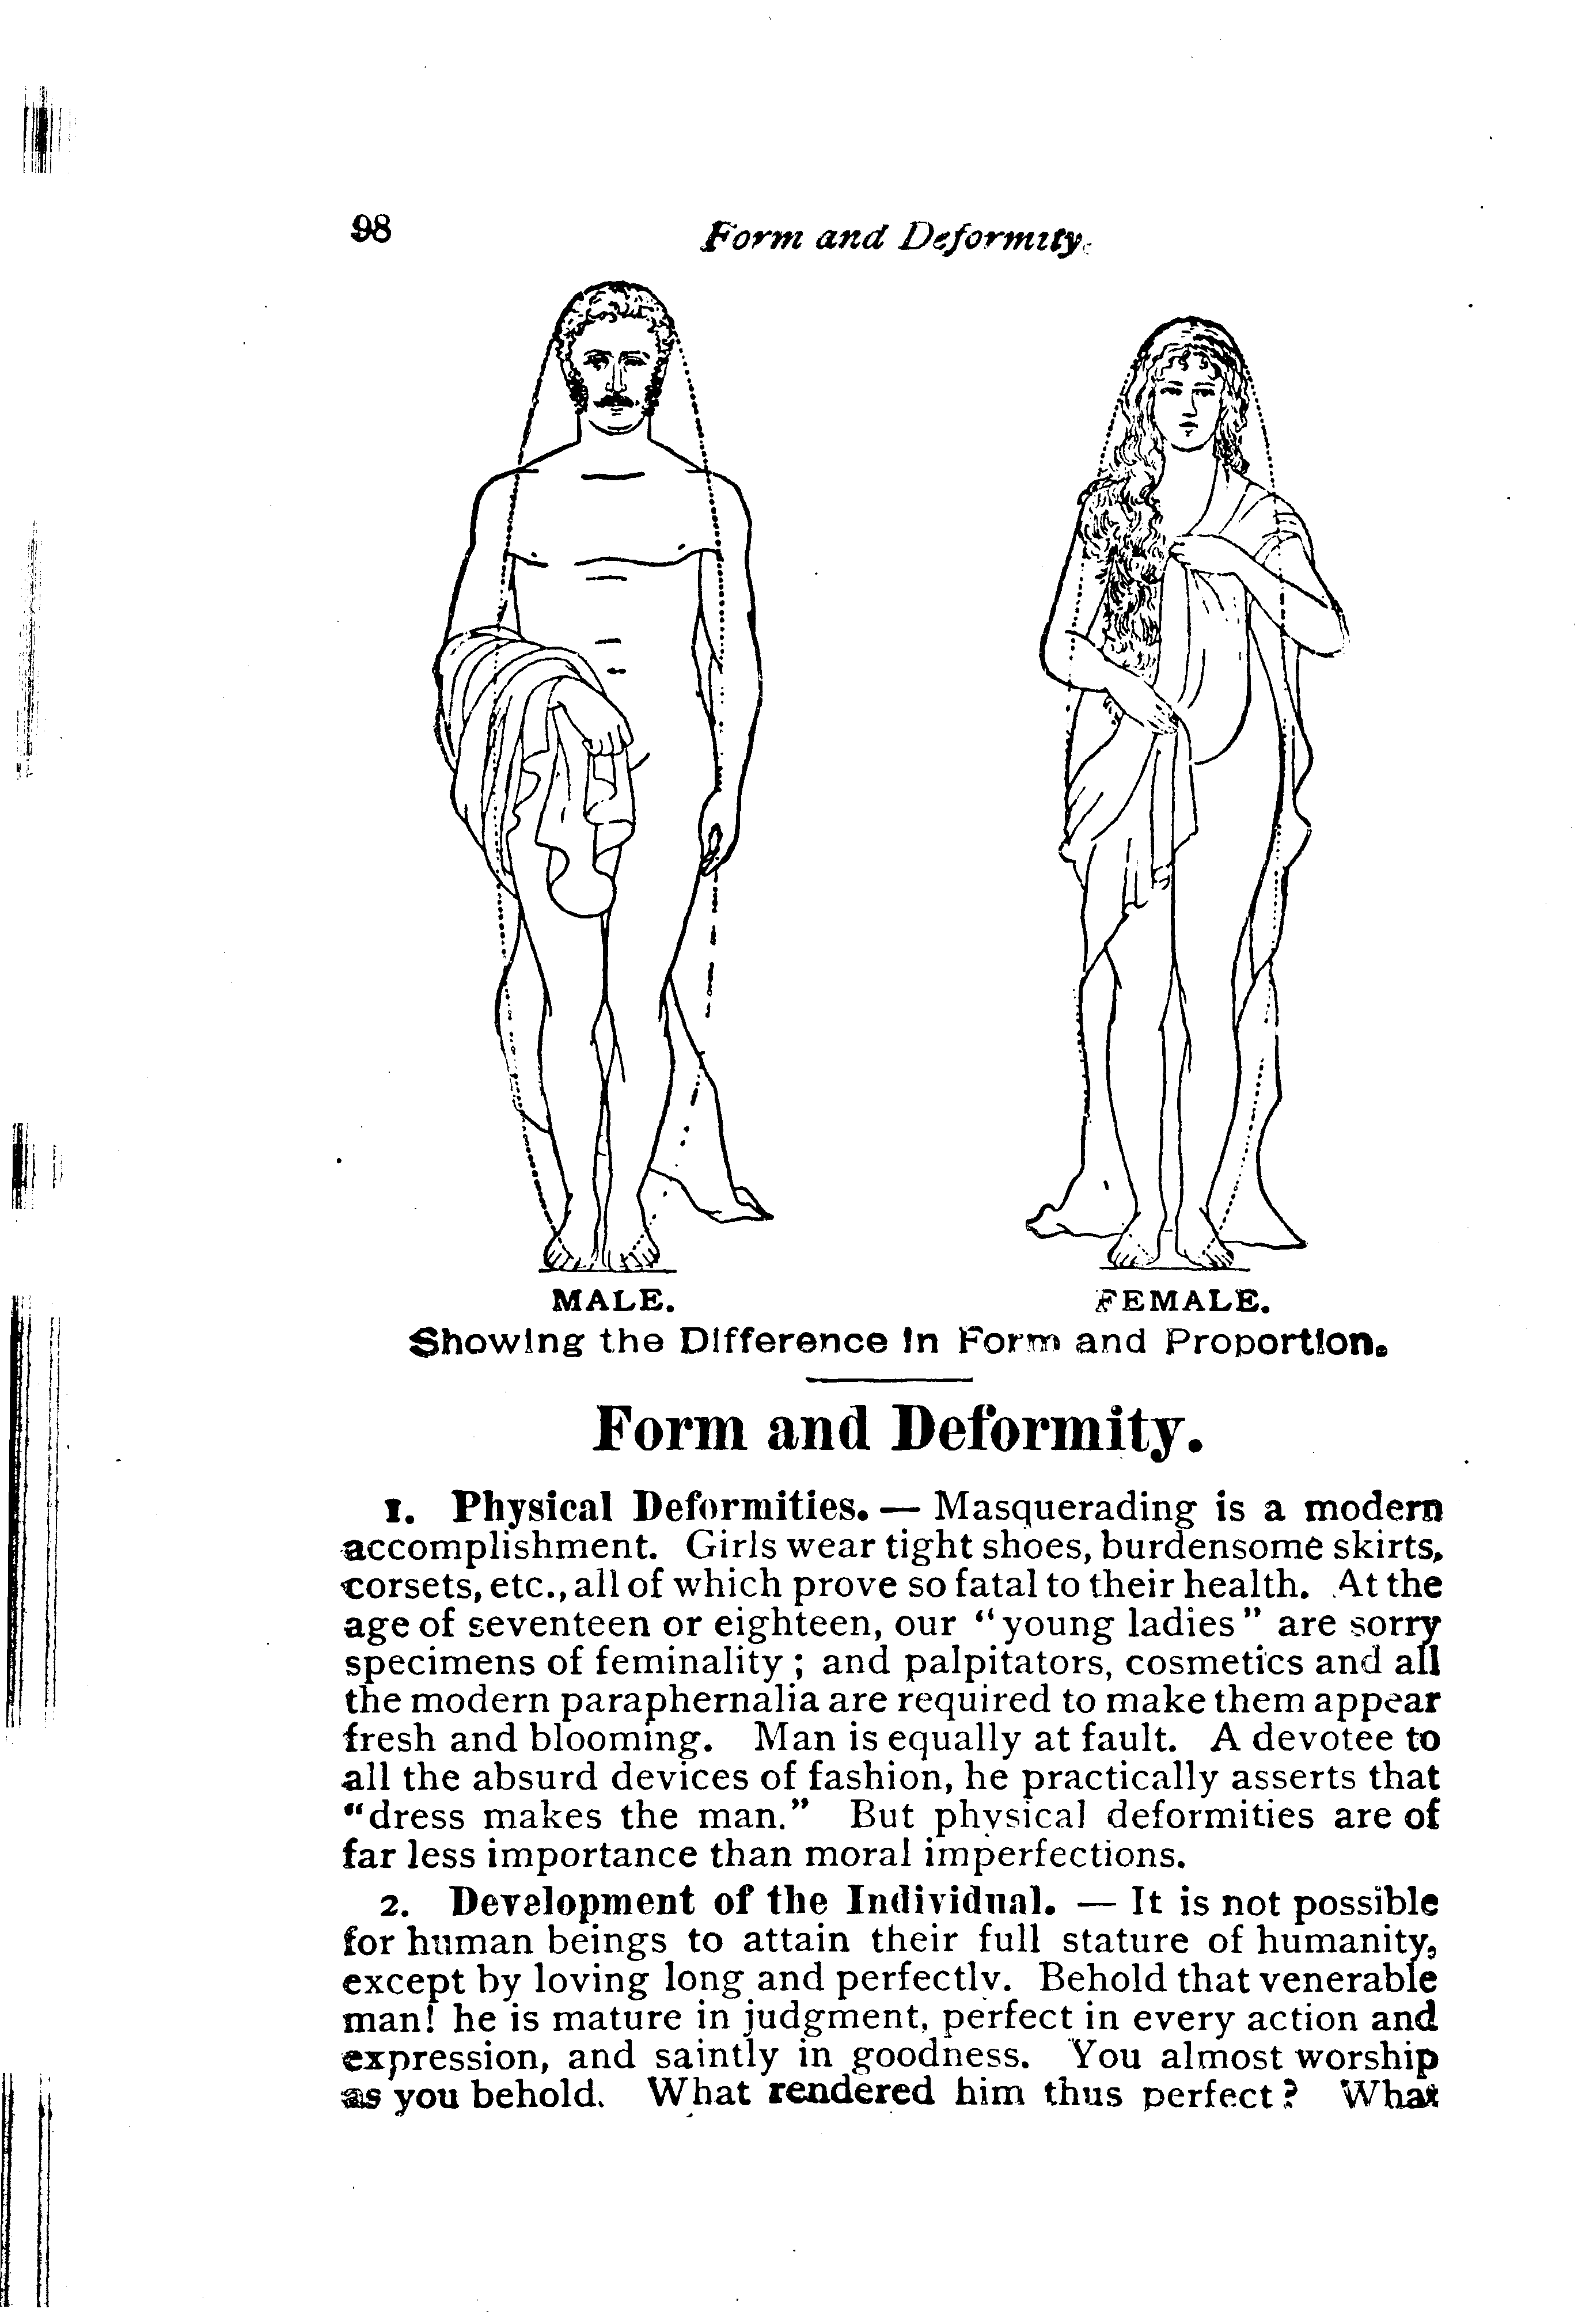 98
Form and Deformity.
MALE.
FEMALE.
Showing the Difference in Form and Proportion.
Form and Deformity.
1. Physical Deformities. — Masquerading is a modern
accomplishment. Girls wear tight shoes, burdensome skirts,
corsets, etc., all of which prove so fatal to their health. At the
age of seventeen or eighteen, our "young ladies" are sorry
specimens of feminality; and palpitators, cosmetics and all
the modern paraphernalia are required to make them appear
fresh and blooming. Man is equally at fault. A devotee to
all the absurd devices of fashion, he practically asserts that
"dress makes the man." But physical deformities are of
far less importance than moral imperfections.
2. Development of the Individual. — It is not possible
for human beings to attain their full stature of humanity,
except by loving long and perfectly. Behold that venerable
man! he is mature in judgment, perfect in every action and
expression, and saintly in goodness. You almost worship
as you behold. What rendered him thus perfect? What